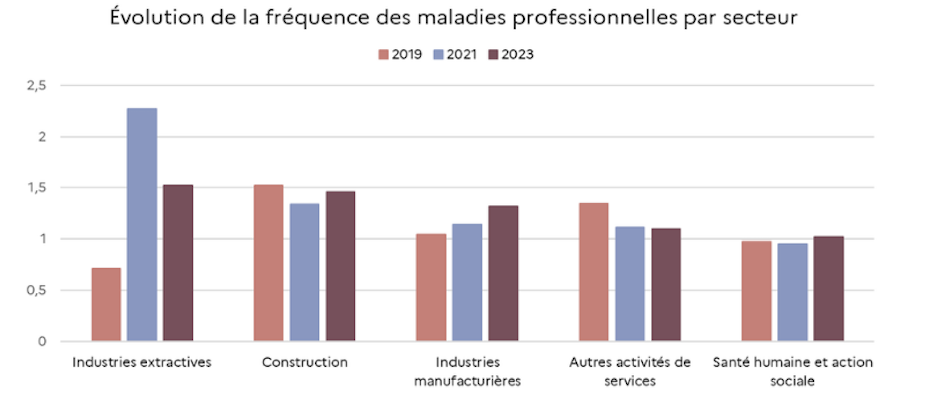 Évolution de la fréquence des maladies professionnelles par secteur
2019 2021 2023
2,5
2
1,5
1
0,5
0
Industries extractives
Construction
Industries
manufacturières
Autres activités de
services
Santé humaine et action
sociale